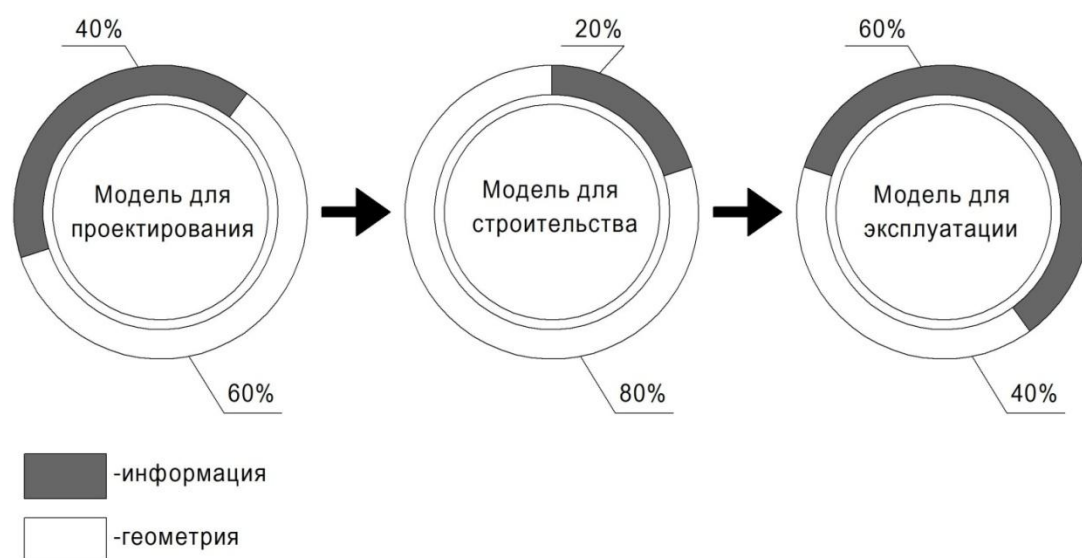 40%
20%
60%
Модель для
проектирования
Модель для
строительства
Модель для
эксплуатации
60%
80%
40%
-информация
-геометрия